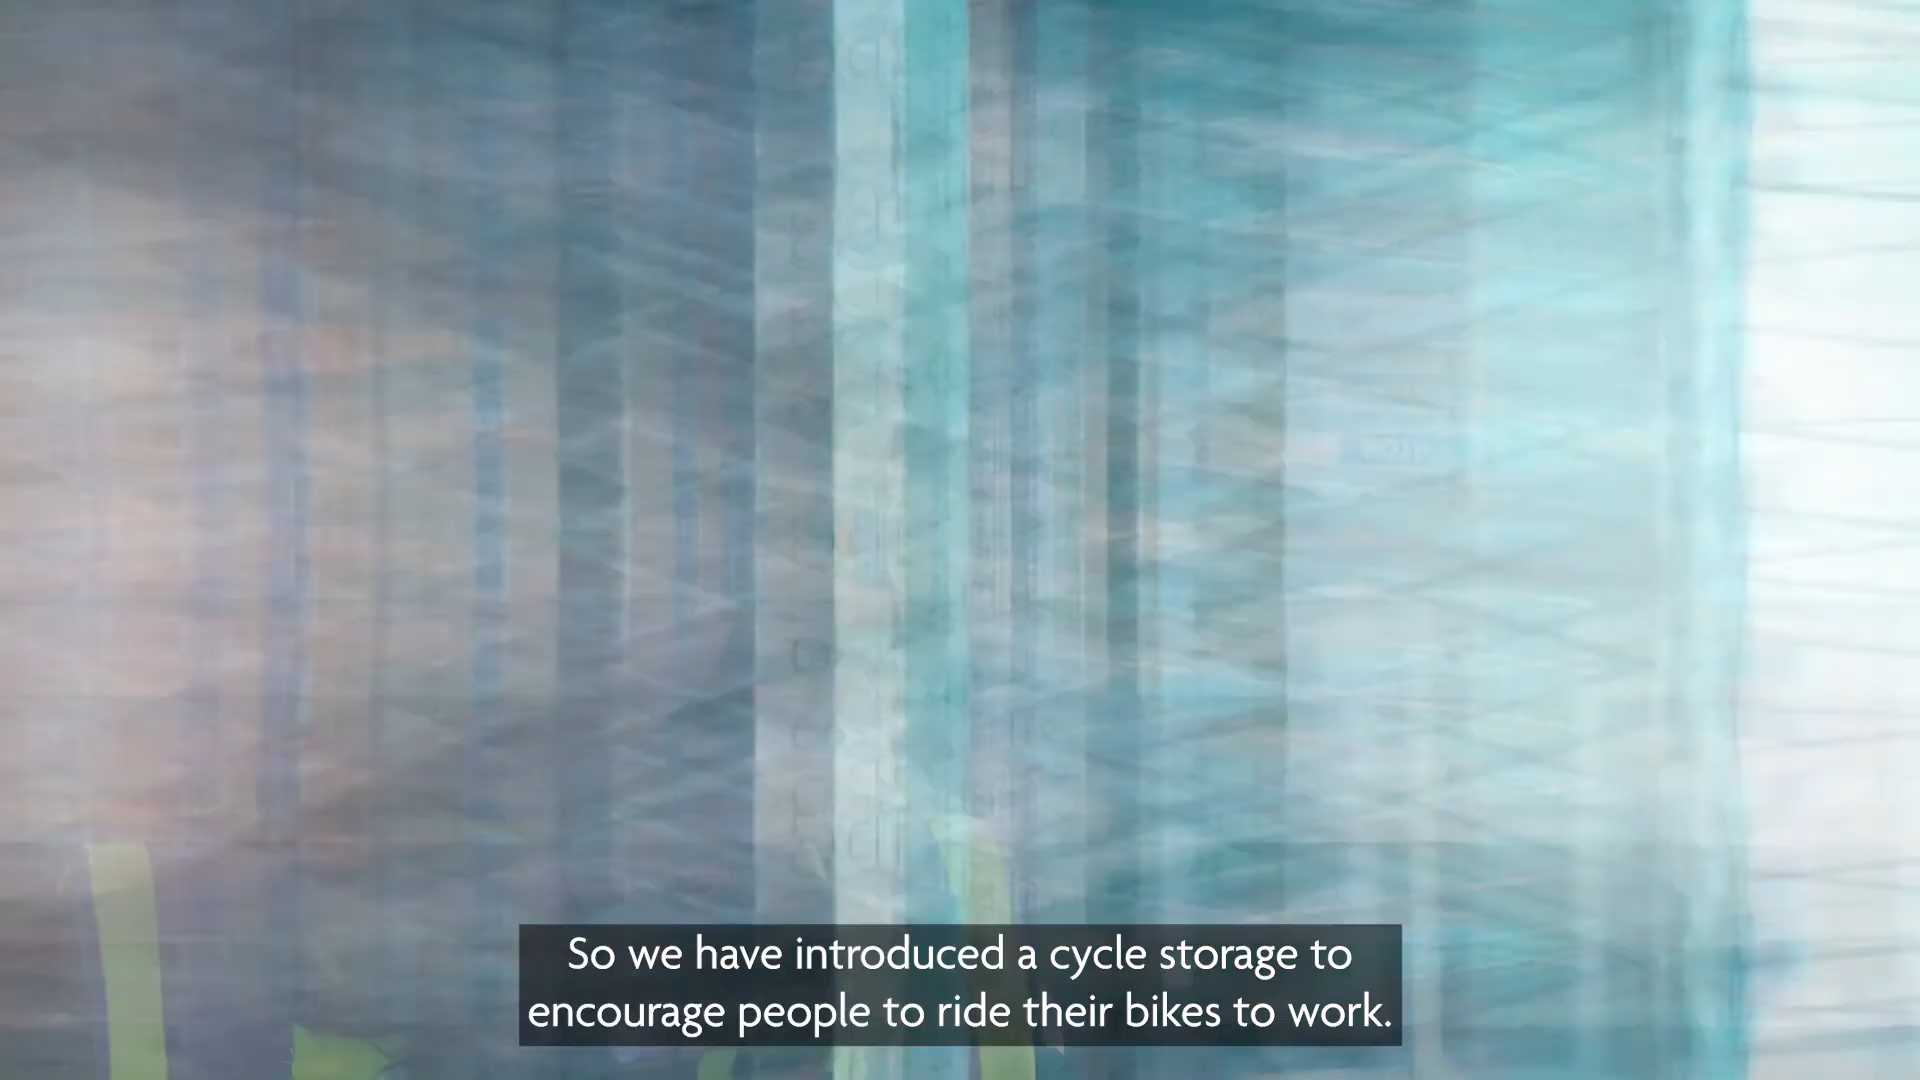 So we have introduced a cycle storage to
encourage people to ride their bikes to work.